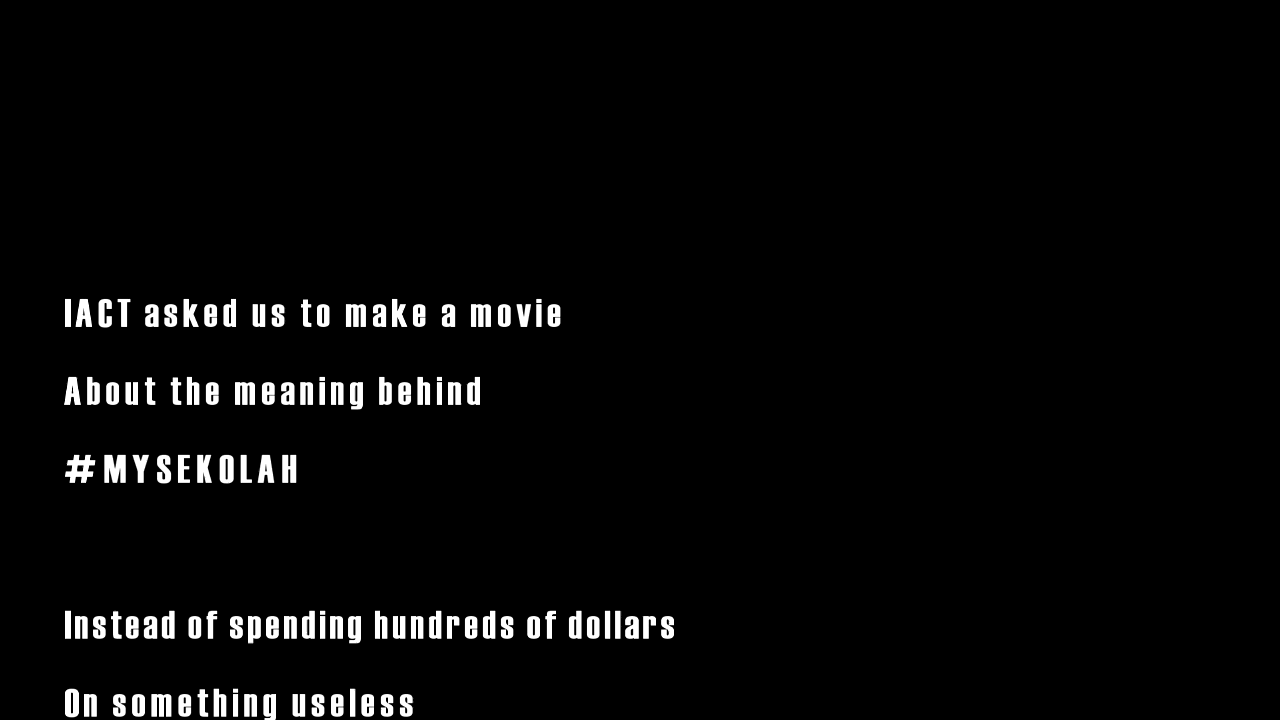 IACT asked us to make a movie
About the meaning behind
#MYSEKOLAH
Instead of spending hundreds of dollars
On something useless